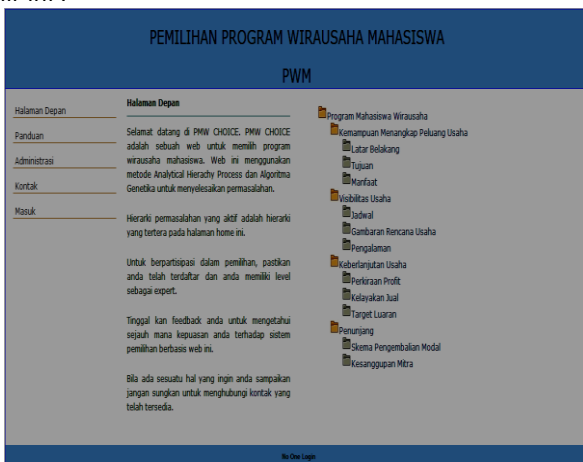 PEMILIHAN PROGRAM WIRAUSAHA MAHASISWA
PWM
Halaman Depan
Panduan
Administrasi
Kontak
Masuk
Halaman Depan
Selamat datang di PMW CHOICE. PMW CHOICE
adalah sebuah web untuk memilih program
wirausaha mahasiswa. Web ini menggunakan
metode Analytical Hierachy Process dan Algoritma
Genetika untuk menyelesaikan permasalahan.
Hierarki permasalahan yang aktif adalah hierarki
yang tertera pada halaman home ini.
Untuk berpartisipasi dalam pemilihan, pastikan
anda telah terdaftar dan anda memiliki level
sebagai expert.
Tinggal kan feedback anda untuk mengetahui
sejauh mana kepuasan anda terhadap sistem
pemilihan berbasis web ini.
Bila ada sesuatu hal yang ingin anda sampaikan
jangan sungkan untuk menghubungi kontak yang
telah tersedia.
Program Mahasiswa Wirausaha
Kemampuan Menangkap Peluang Usaha
Latar Belakang
Tujuan
Manfaat
Visibilitas Usaha
Jadwal
Gambaran Rencana Usaha
Pengalaman
Keberlanjutan Usaha
Perkiraan Profit
Kelayakan Jual
Target Luaran
Penunjang
Skema Pengembalian Modal
Kesanggupan Mitra
No One Login